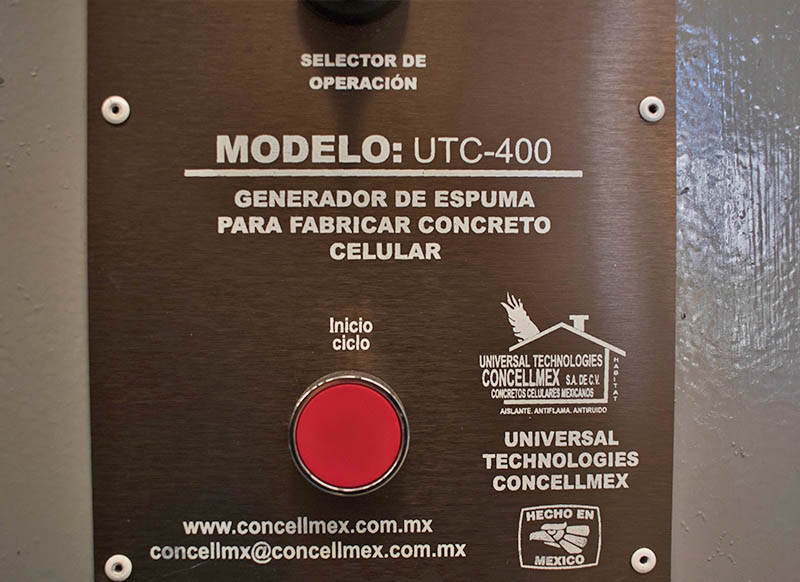 SELECTOR DE
OPERACIÓN
MODELO: UTC-400
GENERADOR DE ESPUMA
PARA FABRICAR CONCRETO
CELULAR
Inicio
ciclo
UNIVERSAL TECHNOLOGIES
CONCELLMEX S.A. DE C.V.
CONCRETOS CELULARES MEXICANOS
HABITAT
AISLANTE. ANTIFLAMA. ANTIRUIDO
UNIVERSAL
TECHNOLOGIES
CONCELLMEX
www.concellmex.com.mx
concellmx@concellmex.com.mx
HECHO EN
MEXICO